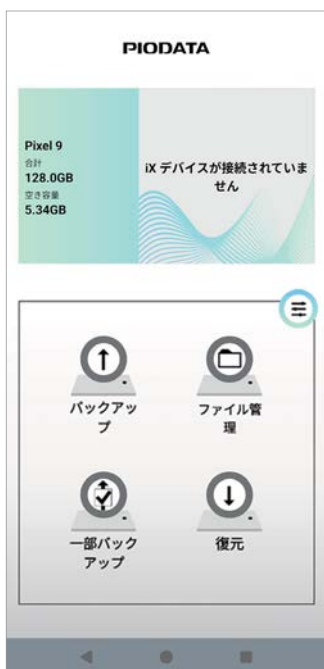 PIODATA
Pixel 9
合計
128.0GB
空き容量
5.34GB
iX デバイスが接続されていま
せん
バックアッ
プ
ファイル管
理
一部バック
アップ
復元